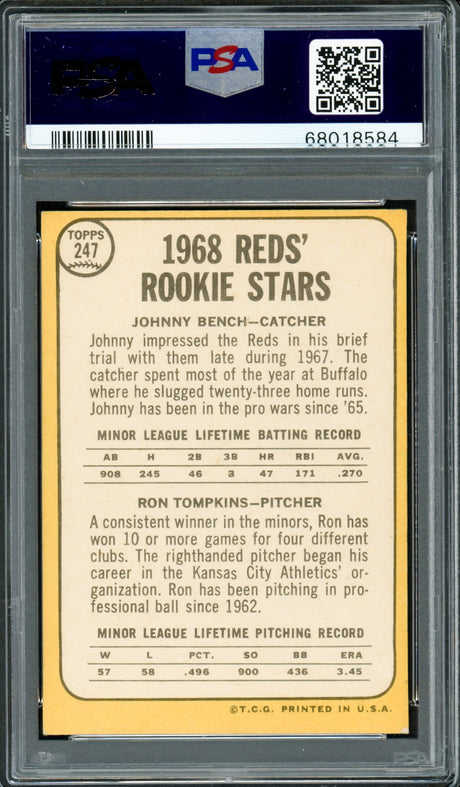 PSA
PSA
68018584
TOPPS
247
1968 REDS'
ROOKIE STARS
JOHNNY BENCH—CATCHER
Johnny impressed the Reds in his brief
trial with them late during 1967. The
catcher spent most of the year at Buffalo
where he slugged twenty-three home runs.
Johnny has been in the pro wars since '65.
MINOR LEAGUE LIFETIME BATTING RECORD
AB H 2B 3B HR RBI AVG.
908 245 46 3 47 171 .270
RON TOMPKINS—PITCHER
A consistent winner in the minors, Ron has
won 10 or more games for four different
clubs. The righthanded pitcher began his
career in the Kansas City Athletics' or-
ganization. Ron has been pitching in pro-
fessional ball since 1962.
MINOR LEAGUE LIFETIME PITCHING RECORD
W L PCT. SO BB ERA
57 58 .496 900 436 3.45
©T.C.G. PRINTED IN U.S.A.
PSA